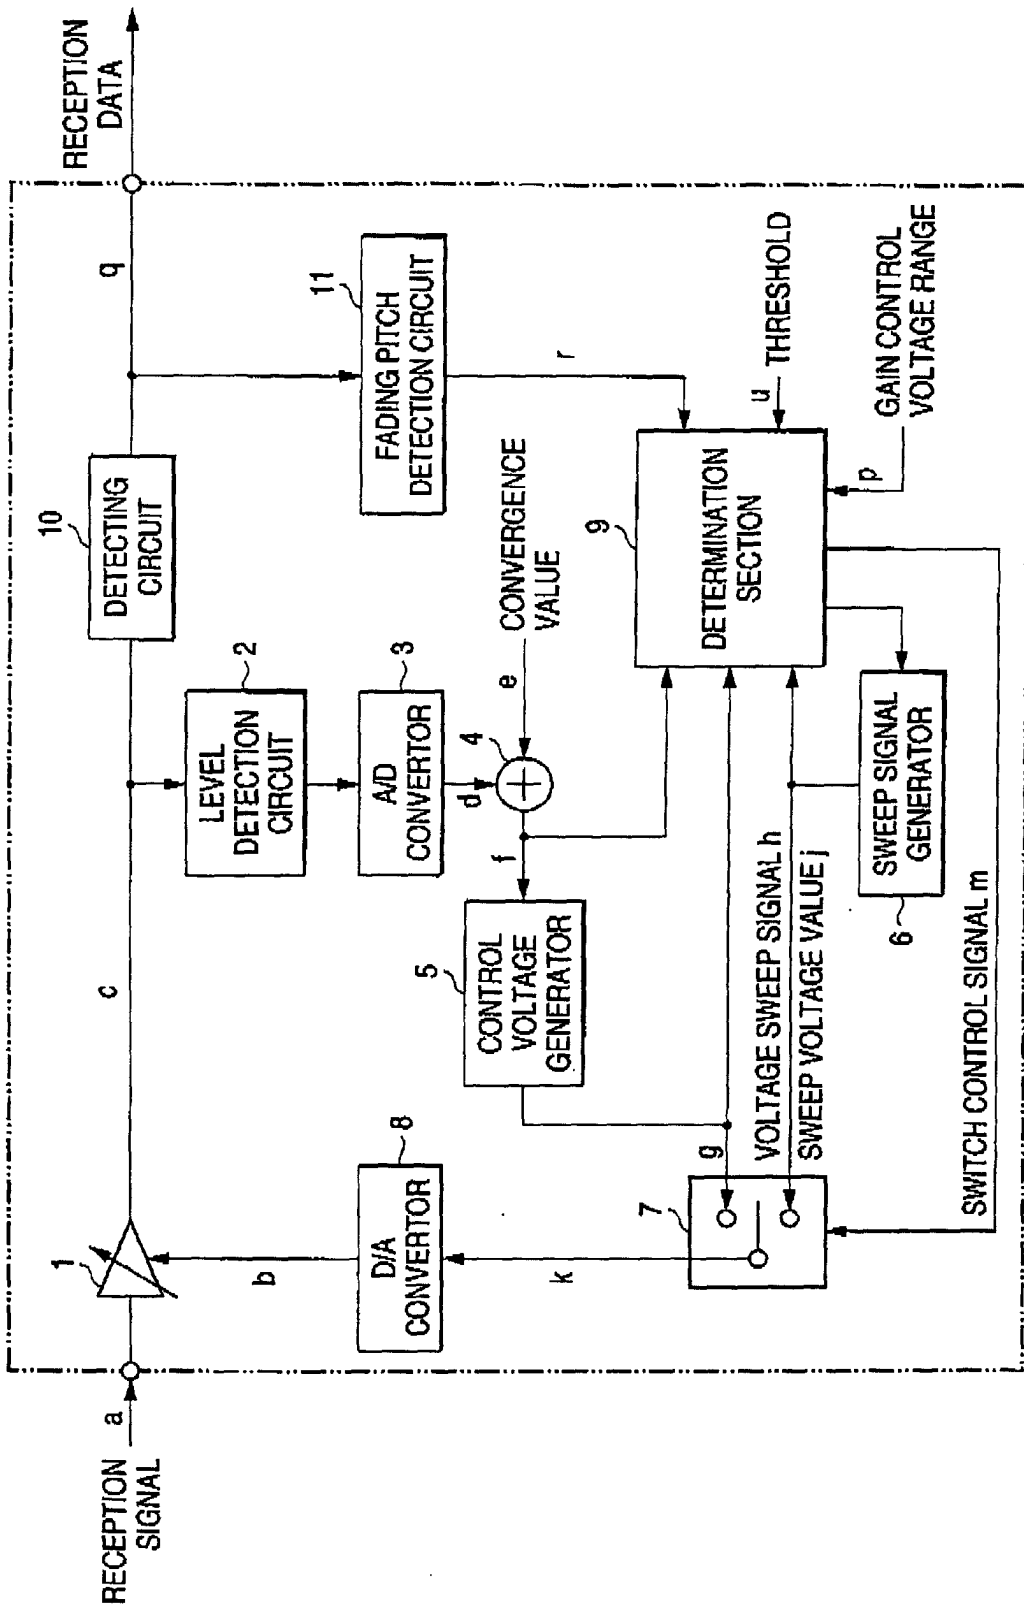 RECEPTION
SIGNAL
a
1
c
10
DETECTING
CIRCUIT
q
RECEPTION
DATA
b
8
D/A
CONVERTOR
k
2
LEVEL
DETECTION
CIRCUIT
3
A/D
CONVERTOR
d
4
+
e
CONVERGENCE
VALUE
f
5
CONTROL
VOLTAGE
GENERATOR
11
FADING PITCH
DETECTION CIRCUIT
r
g
7
VOLTAGE SWEEP SIGNAL h
SWEEP VOLTAGE VALUE j
9
DETERMINATION
SECTION
u THRESHOLD
p
GAIN CONTROL
VOLTAGE RANGE
6
SWEEP SIGNAL
GENERATOR
SWITCH CONTROL SIGNAL m